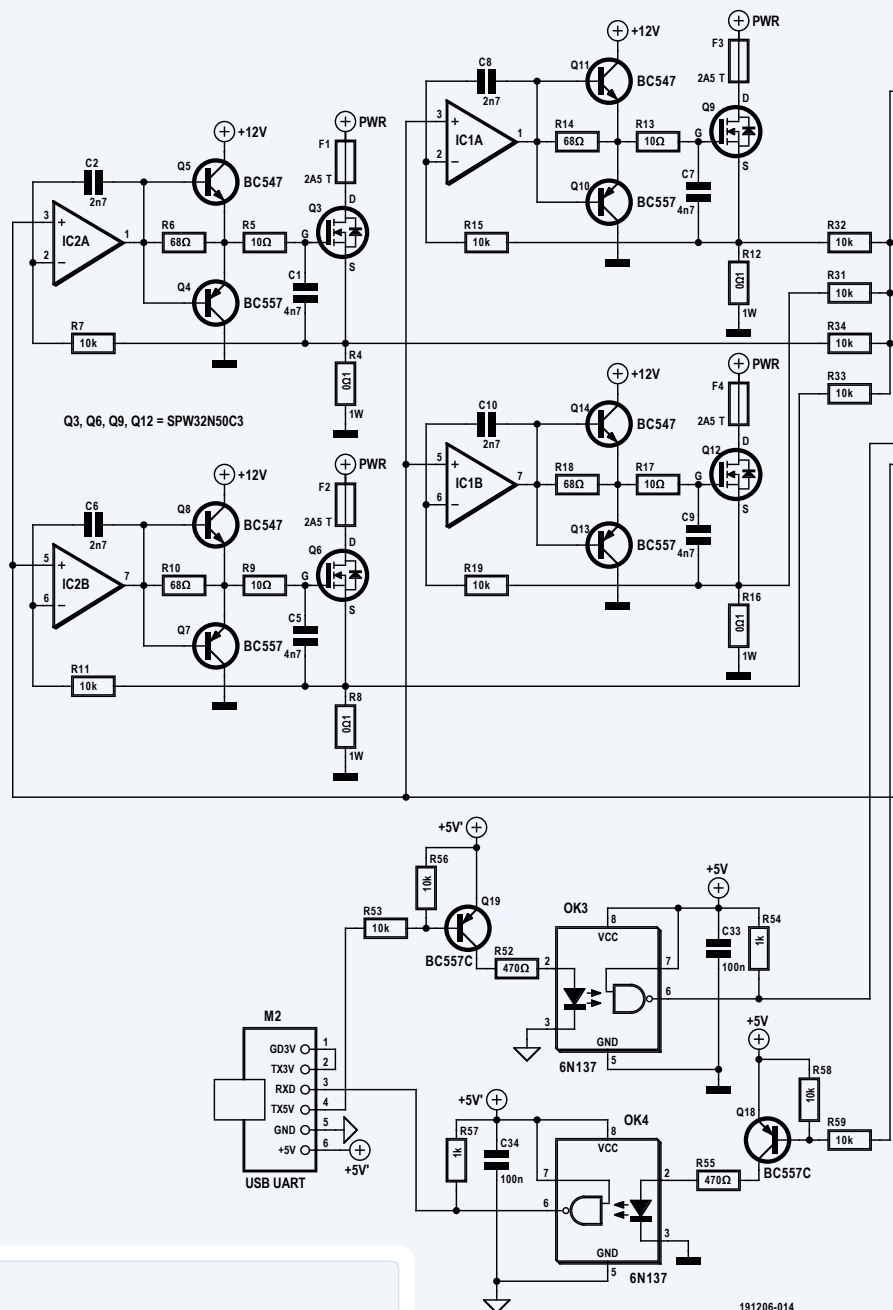 PWR
+12V
F3
C8
Q11
BC547
2n7
2A5 T
D
Q9
PWR
+12V
F1
3
+
IC1A
1
R14
68Ω
R13
10Ω
G
2
–
S
C2
Q5
BC547
2n7
2A5 T
D
Q10
BC557
C7
4n7
Q3
3
+
IC2A
1
R6
68Ω
R5
10Ω
G
R15
10k
R32
10k
2
–
S
R12
0Ω1
1W
R31
10k
Q4
BC557
C1
4n7
R7
10k
R34
10k
PWR
R4
0Ω1
1W
+12V
F4
R33
10k
C10
Q14
BC547
2n7
2A5 T
D
Q12
Q3, Q6, Q9, Q12 = SPW32N50C3
5
+
IC1B
7
R18
68Ω
R17
10Ω
G
6
–
S
PWR
+12V
F2
C6
Q8
BC547
2n7
2A5 T
D
Q13
BC557
C9
4n7
Q6
5
+
IC2B
7
R10
68Ω
R9
10Ω
G
R19
10k
6
–
S
R16
0Ω1
1W
Q7
BC557
C5
4n7
R11
10k
R8
0Ω1
1W
+5V'
R56
10k
+5V
Q19
OK3
R53
10k
8
VCC
R54
1k
C33
100n
BC557C
R52
470Ω
2
7
6
3
GND
5
6N137
M2
GD3V
1
TX3V
2
RXD
3
TX5V
4
GND
5
+5V
6
+5V'
USB UART
+5V
R58
10k
Q18
R59
10k
BC557C
+5V'
OK4
R57
1k
C34
100n
8
VCC
7
2
R55
470Ω
6
3
GND
5
6N137
191206-014